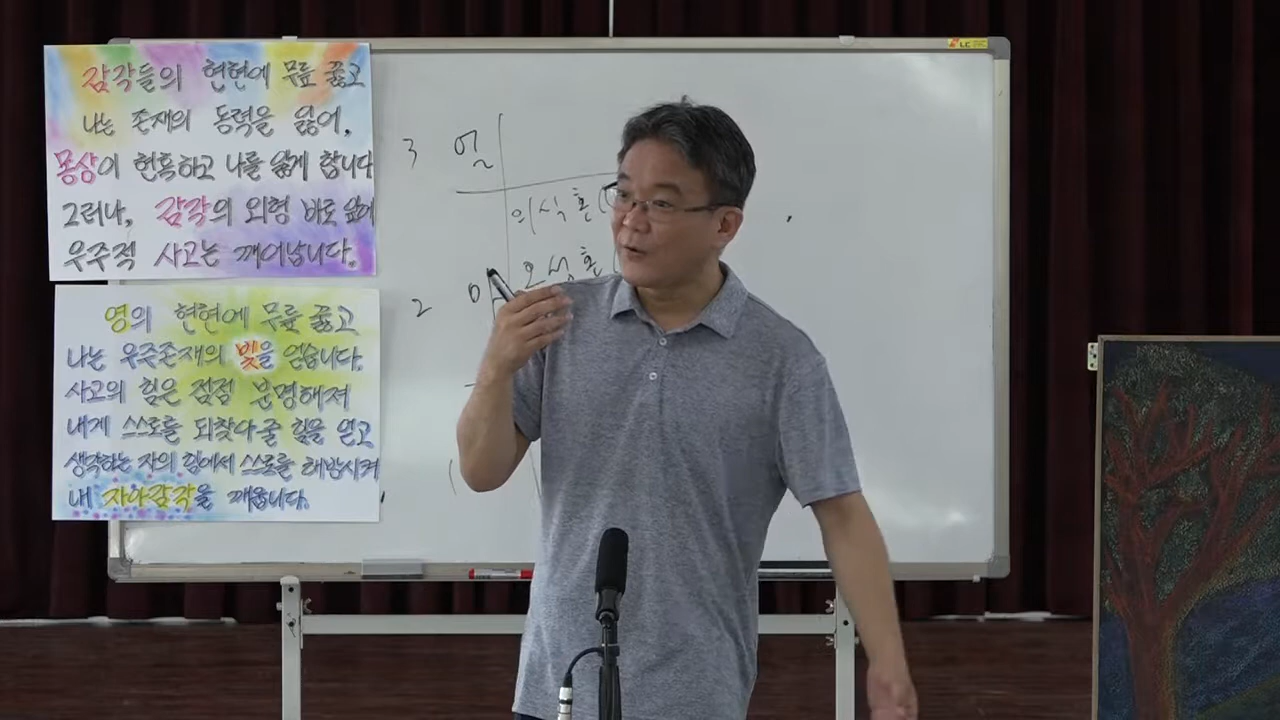 감각들의 현현에 무릎 꿇고
나는 존재의 동력을 잃어,
몽상이 현혹하고 나를 잃게 합니다
그러나, 감각의 외형 바로 앞에
우주적 사고는 깨어납니다.
영의 현현에 무릎 꿇고
나는 우주존재의 빛을 얻습니다.
사고의 힘은 점점 분명해져
내게 스스로를 되찾아줄 힘을 얻고
생각하는 자의 힘에서 스스로를 해방시켜
내 자아감각을 깨웁니다.
3 얼
의식혼
오성혼
2
1